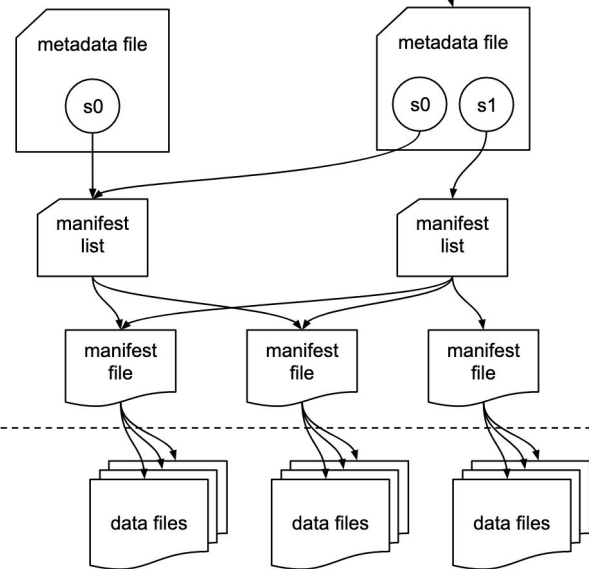 metadata file
s0
metadata file
s0
s1
manifest
list
manifest
list
manifest
file
manifest
file
manifest
file
data files
data files
data files